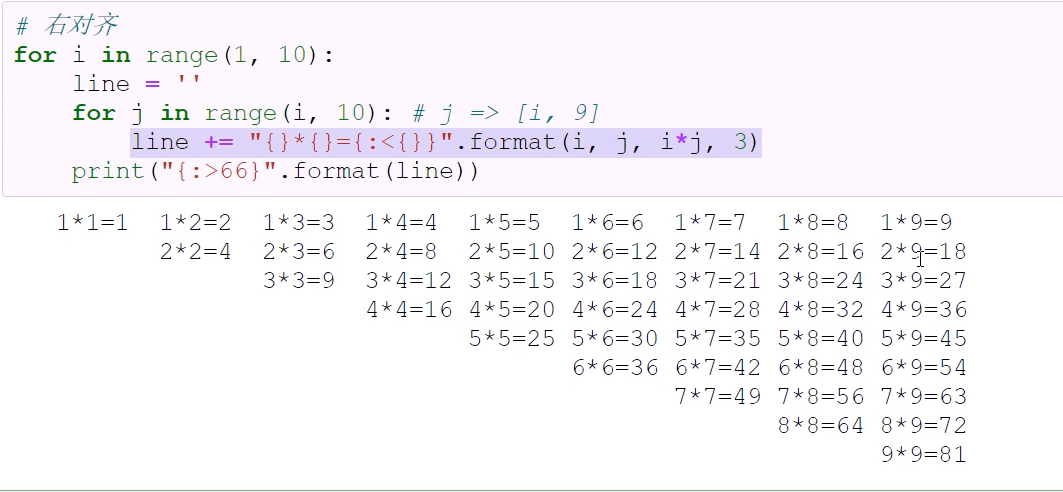 # 右对齐
for i in range(1, 10):
    line = ''
    for j in range(i, 10): # j => [i, 9]
        line += "{}*{}={:<{}}".format(i, j, i*j, 3)
    print("{:>66}".format(line))
1*1=1  1*2=2  1*3=3  1*4=4  1*5=5  1*6=6  1*7=7  1*8=8  1*9=9
       2*2=4  2*3=6  2*4=8  2*5=10 2*6=12 2*7=14 2*8=16 2*9=18
              3*3=9  3*4=12 3*5=15 3*6=18 3*7=21 3*8=24 3*9=27
                     4*4=16 4*5=20 4*6=24 4*7=28 4*8=32 4*9=36
                            5*5=25 5*6=30 5*7=35 5*8=40 5*9=45
                                   6*6=36 6*7=42 6*8=48 6*9=54
                                          7*7=49 7*8=56 7*9=63
                                                 8*8=64 8*9=72
                                                        9*9=81